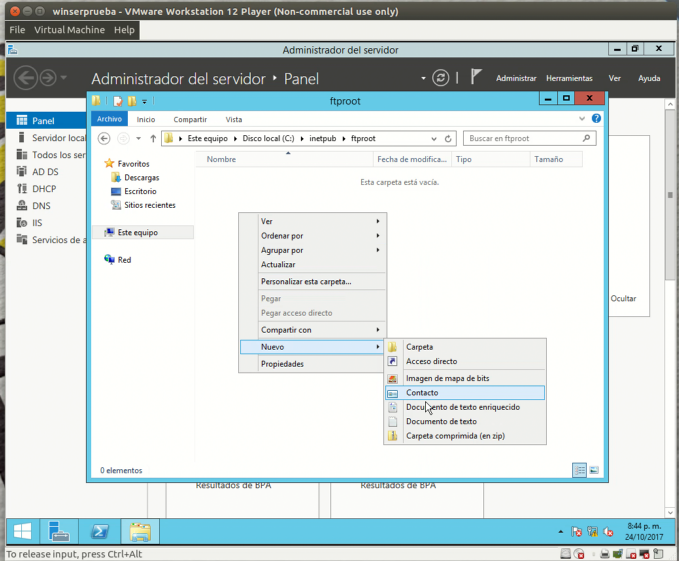 winserprueba - VMware Workstation 12 Player (Non-commercial use only)
File Virtual Machine Help
Administrador del servidor
Administrador del servidor Panel
Administrar Herramientas Ver Ayuda
ftproot
Archivo Inicio Compartir Vista
Este equipo Disco local (C:) inetpub ftproot
Buscar en ftproot
Nombre Fecha de modifica... Tipo Tamaño
Esta carpeta está vacía.
Panel
Servidor local
Todos los ser
AD DS
DHCP
DNS
IIS
Servicios de a
Favoritos
Descargas
Escritorio
Sitios recientes
Este equipo
Red
Ver
Ordenar por
Agrupar por
Actualizar
Personalizar esta carpeta...
Pegar
Pegar acceso directo
Compartir con
Nuevo
Propiedades
Carpeta
Acceso directo
Imagen de mapa de bits
Contacto
Documento de texto enriquecido
Documento de texto
Carpeta comprimida (en zip)
Ocultar
0 elementos
Resultados de BPA Resultados de BPA
8:44 p. m.
24/10/2017
To release input, press Ctrl+Alt